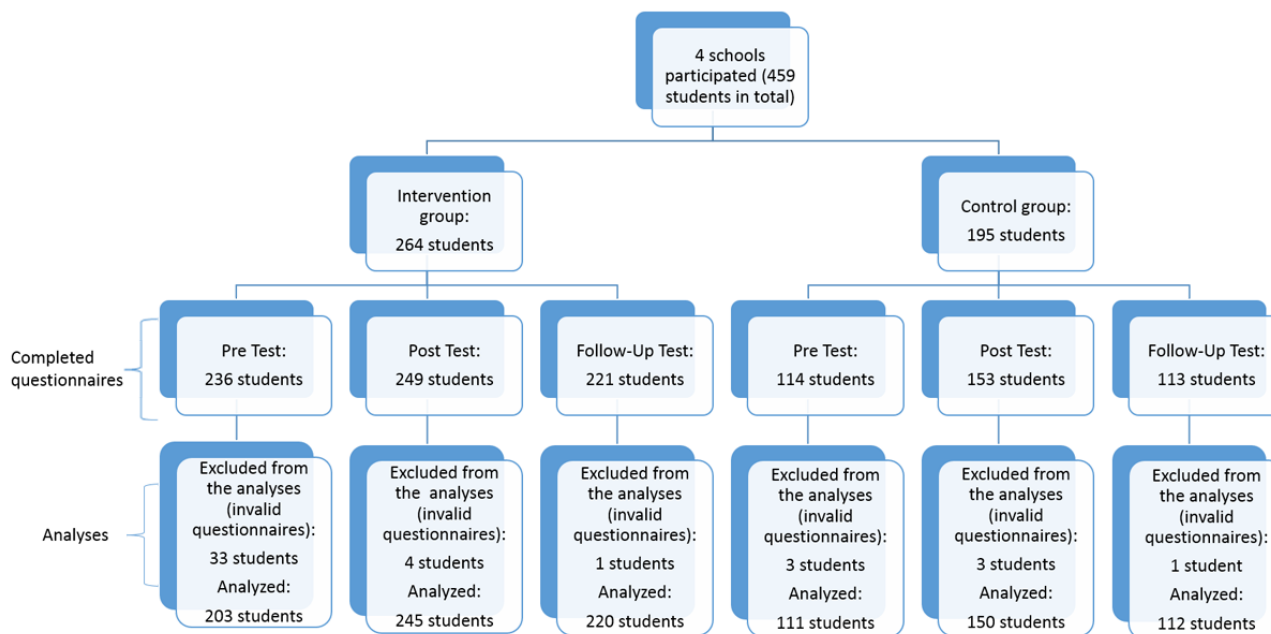 4 schools
participated (459
students in total)
Intervention
group:
264 students
Control group:
195 students
Completed
questionnaires
Pre Test:
236 students
Post Test:
249 students
Follow-Up Test:
221 students
Pre Test:
114 students
Post Test:
153 students
Follow-Up Test:
113 students
Analyses
Excluded from
the analyses
(invalid
questionnaires):
33 students
Analyzed:
203 students
Excluded from
the analyses
(invalid
questionnaires):
4 students
Analyzed:
245 students
Excluded from
the analyses
(invalid
questionnaires):
1 students
Analyzed:
220 students
Excluded from
the analyses
(invalid
questionnaires):
3 students
Analyzed:
111 students
Excluded from
the analyses
(invalid
questionnaires):
3 students
Analyzed:
150 students
Excluded from
the analyses
(invalid
questionnaires):
1 student
Analyzed:
112 students